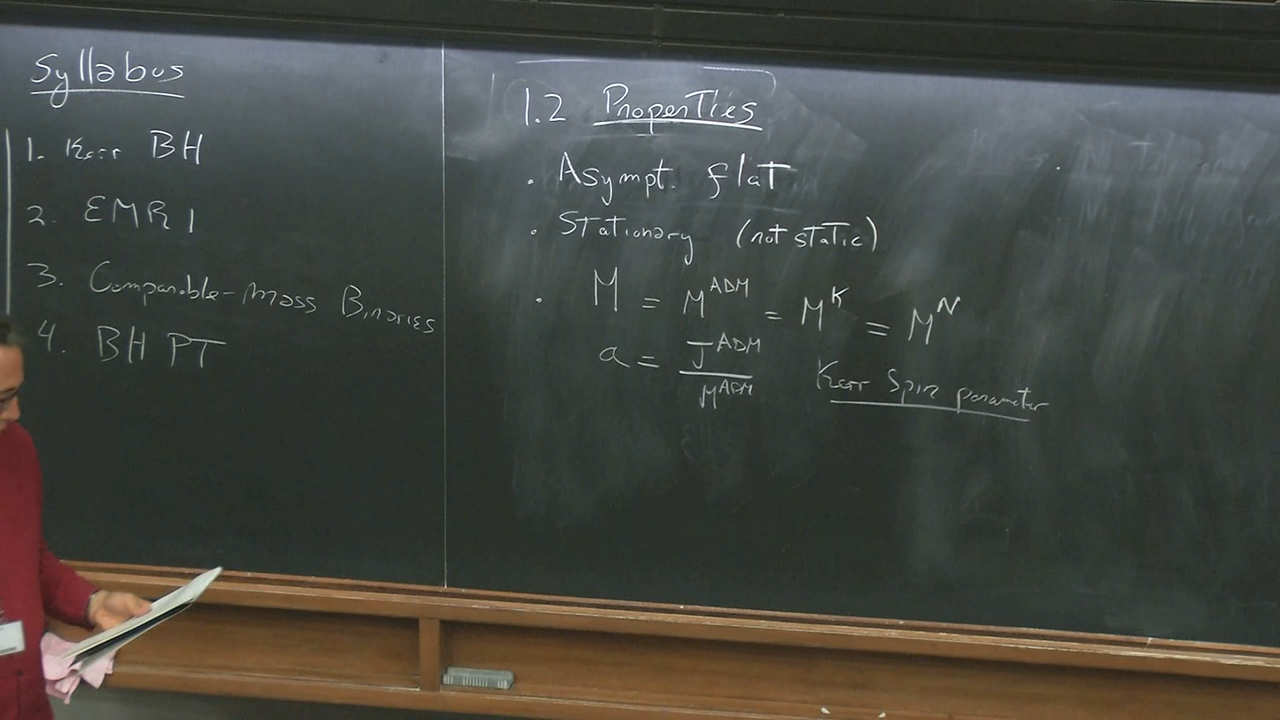 Syllabus
1. Kerr BH
2. EMRI
3. Comparable-Mass Binaries
4. BH PT
1.2 Properties
• Asympt. flat
• Stationary (not static)
• M = M^ADM = M^K = M^N
a = J^ADM / M^ADM Kerr Spin parameter